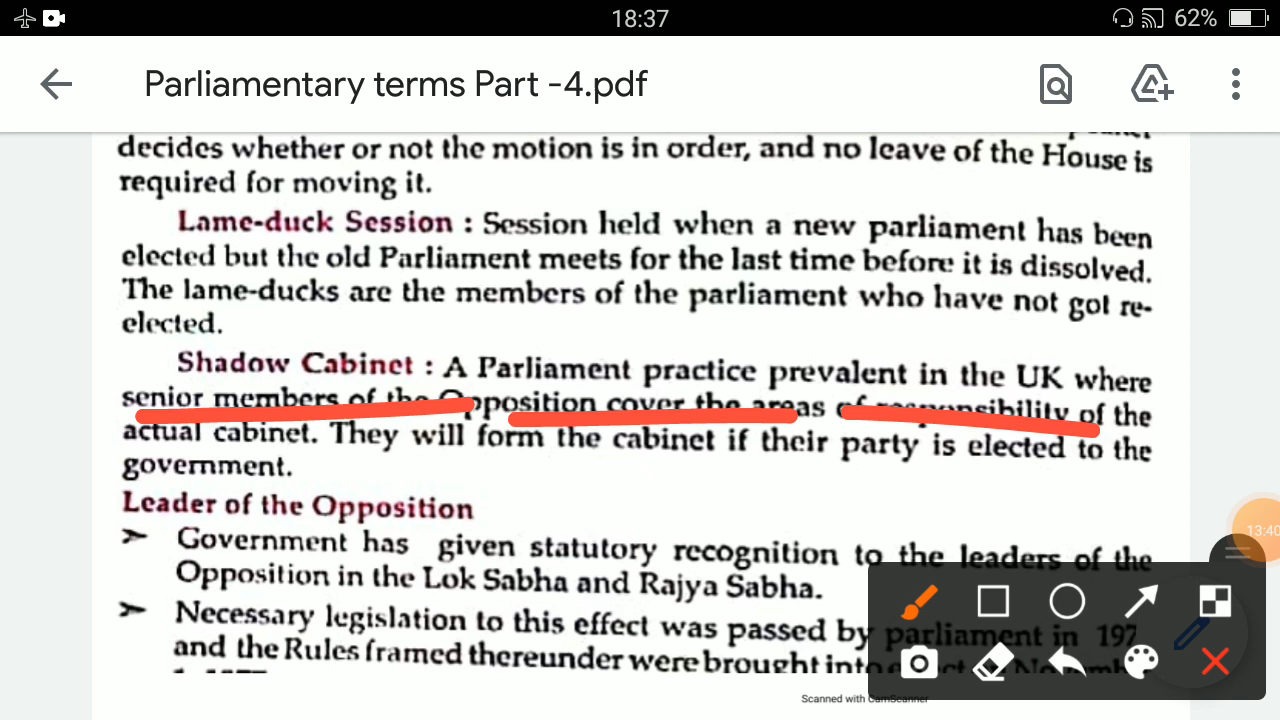 18:37
62%
Parliamentary terms Part -4.pdf
decides whether or not the motion is in order, and no leave of the House is
required for moving it.
Lame-duck Session : Session held when a new parliament has been
elected but the old Parliament meets for the last time before it is dissolved.
The lame-ducks are the members of the parliament who have not got re-
elected.
Shadow Cabinet : A Parliament practice prevalent in the UK where
senior members of the Opposition cover the areas of responsibility of the
actual cabinet. They will form the cabinet if their party is elected to the
government.
Leader of the Opposition
13:40
➢ Government has given statutory recognition to the leaders of the
Opposition in the Lok Sabha and Rajya Sabha.
➢ Necessary legislation to this effect was passed by parliament in 197
and the Rules framed thereunder were brought into
Scanned with CamScanner